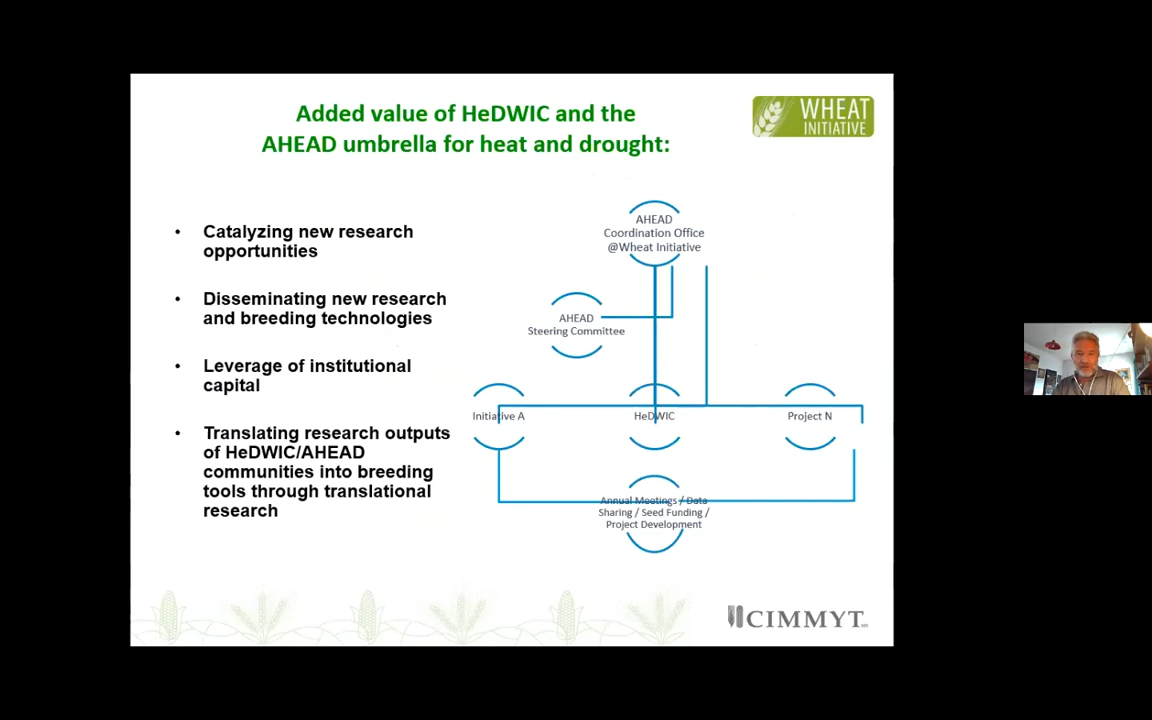 Added value of HeDWIC and the
AHEAD umbrella for heat and drought:
WHEAT
INITIATIVE
• Catalyzing new research
opportunities
• Disseminating new research
and breeding technologies
• Leverage of institutional
capital
• Translating research outputs
of HeDWIC/AHEAD
communities into breeding
tools through translational
research
AHEAD
Coordination Office
@Wheat Initiative
AHEAD
Steering Committee
Initiative A
HeDWIC
Project N
Annual Meetings / Data
Sharing / Seed Funding /
Project Development
CIMMYT